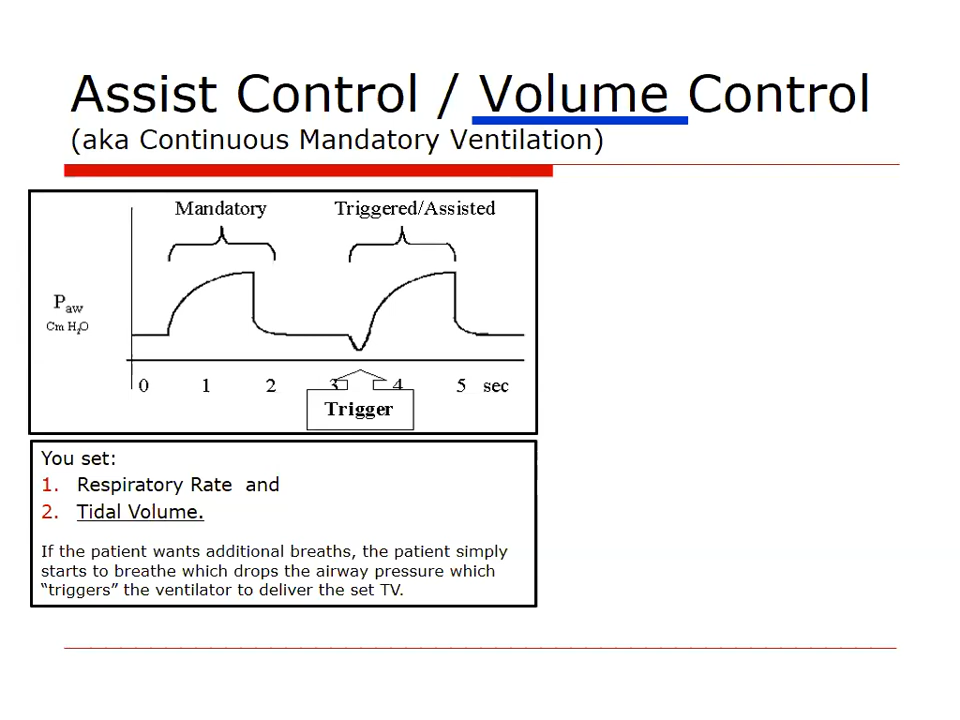 Assist Control / Volume Control
(aka Continuous Mandatory Ventilation)
Mandatory Triggered/Assisted
Paw
Cm H2O
0 1 2 3 4 5 sec
Trigger
You set:
1. Respiratory Rate and
2. Tidal Volume.
If the patient wants additional breaths, the patient simply
starts to breathe which drops the airway pressure which
“triggers” the ventilator to deliver the set TV.